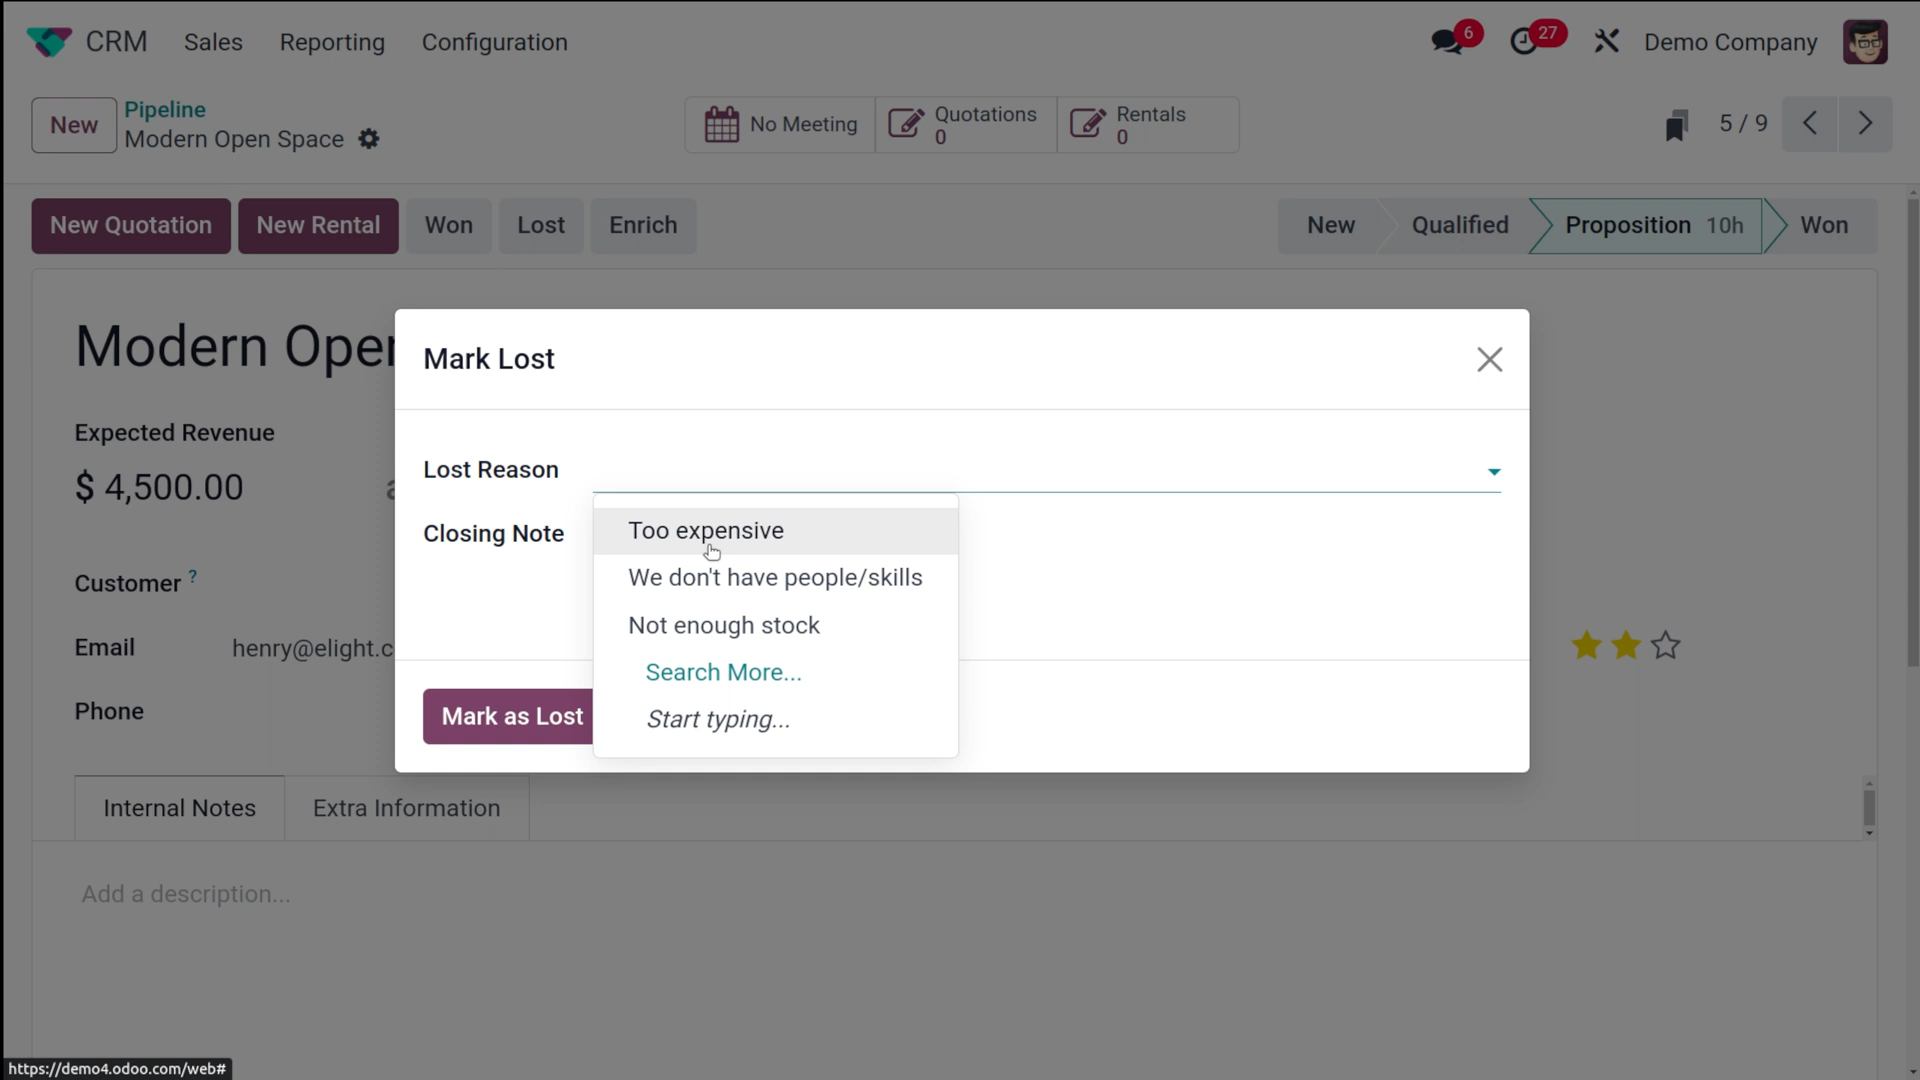 CRM Sales Reporting Configuration 6 27 Demo Company
New Pipeline No Meeting Quotations 0 Rentals 0 5 / 9
Modern Open Space
New Quotation New Rental Won Lost Enrich New Qualified Proposition 10h Won
Modern Oper
Mark Lost
Expected Revenue
$ 4,500.00
Lost Reason
Too expensive
Closing Note
We don't have people/skills
Customer ?
Not enough stock
Email henry@elight.c
Search More...
Phone
Mark as Lost
Start typing...
Internal Notes Extra Information
Add a description...
https://demo4.odoo.com/web#